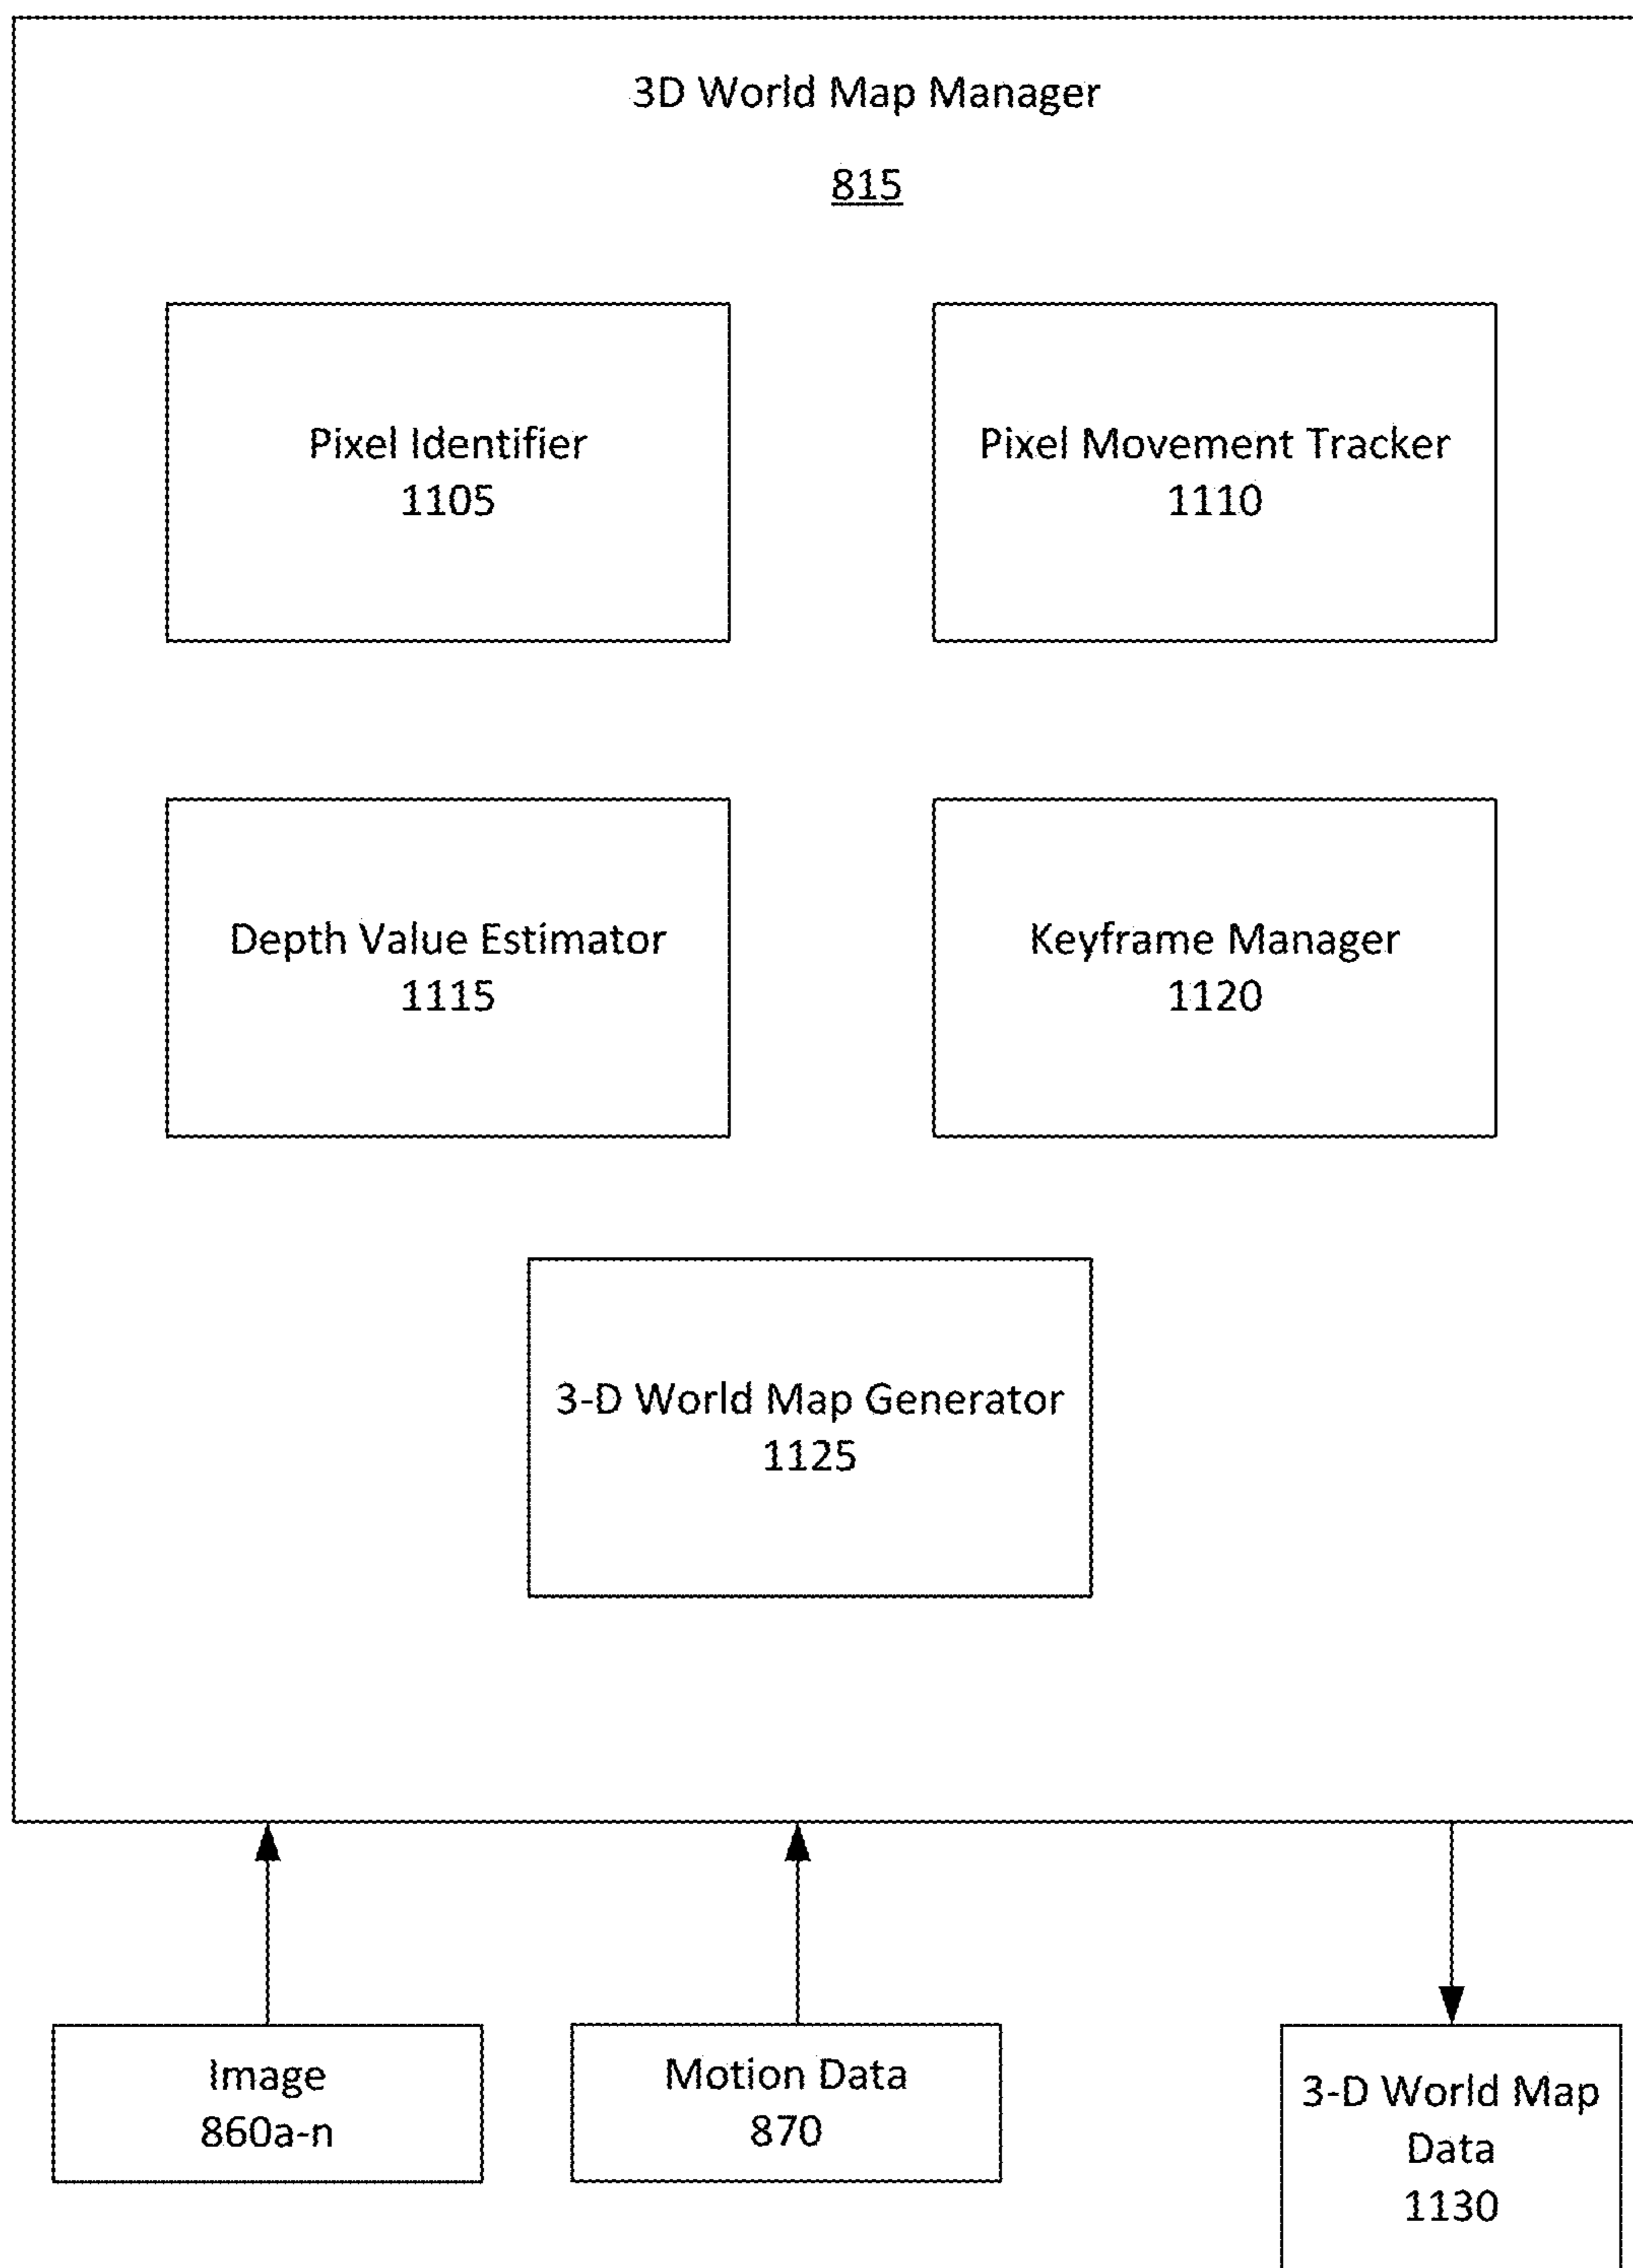 3D World Map Manager
815
Pixel Identifier
1105
Pixel Movement Tracker
1110
Depth Value Estimator
1115
Keyframe Manager
1120
3-D World Map Generator
1125
Image
860a-n
Motion Data
870
3-D World Map
Data
1130